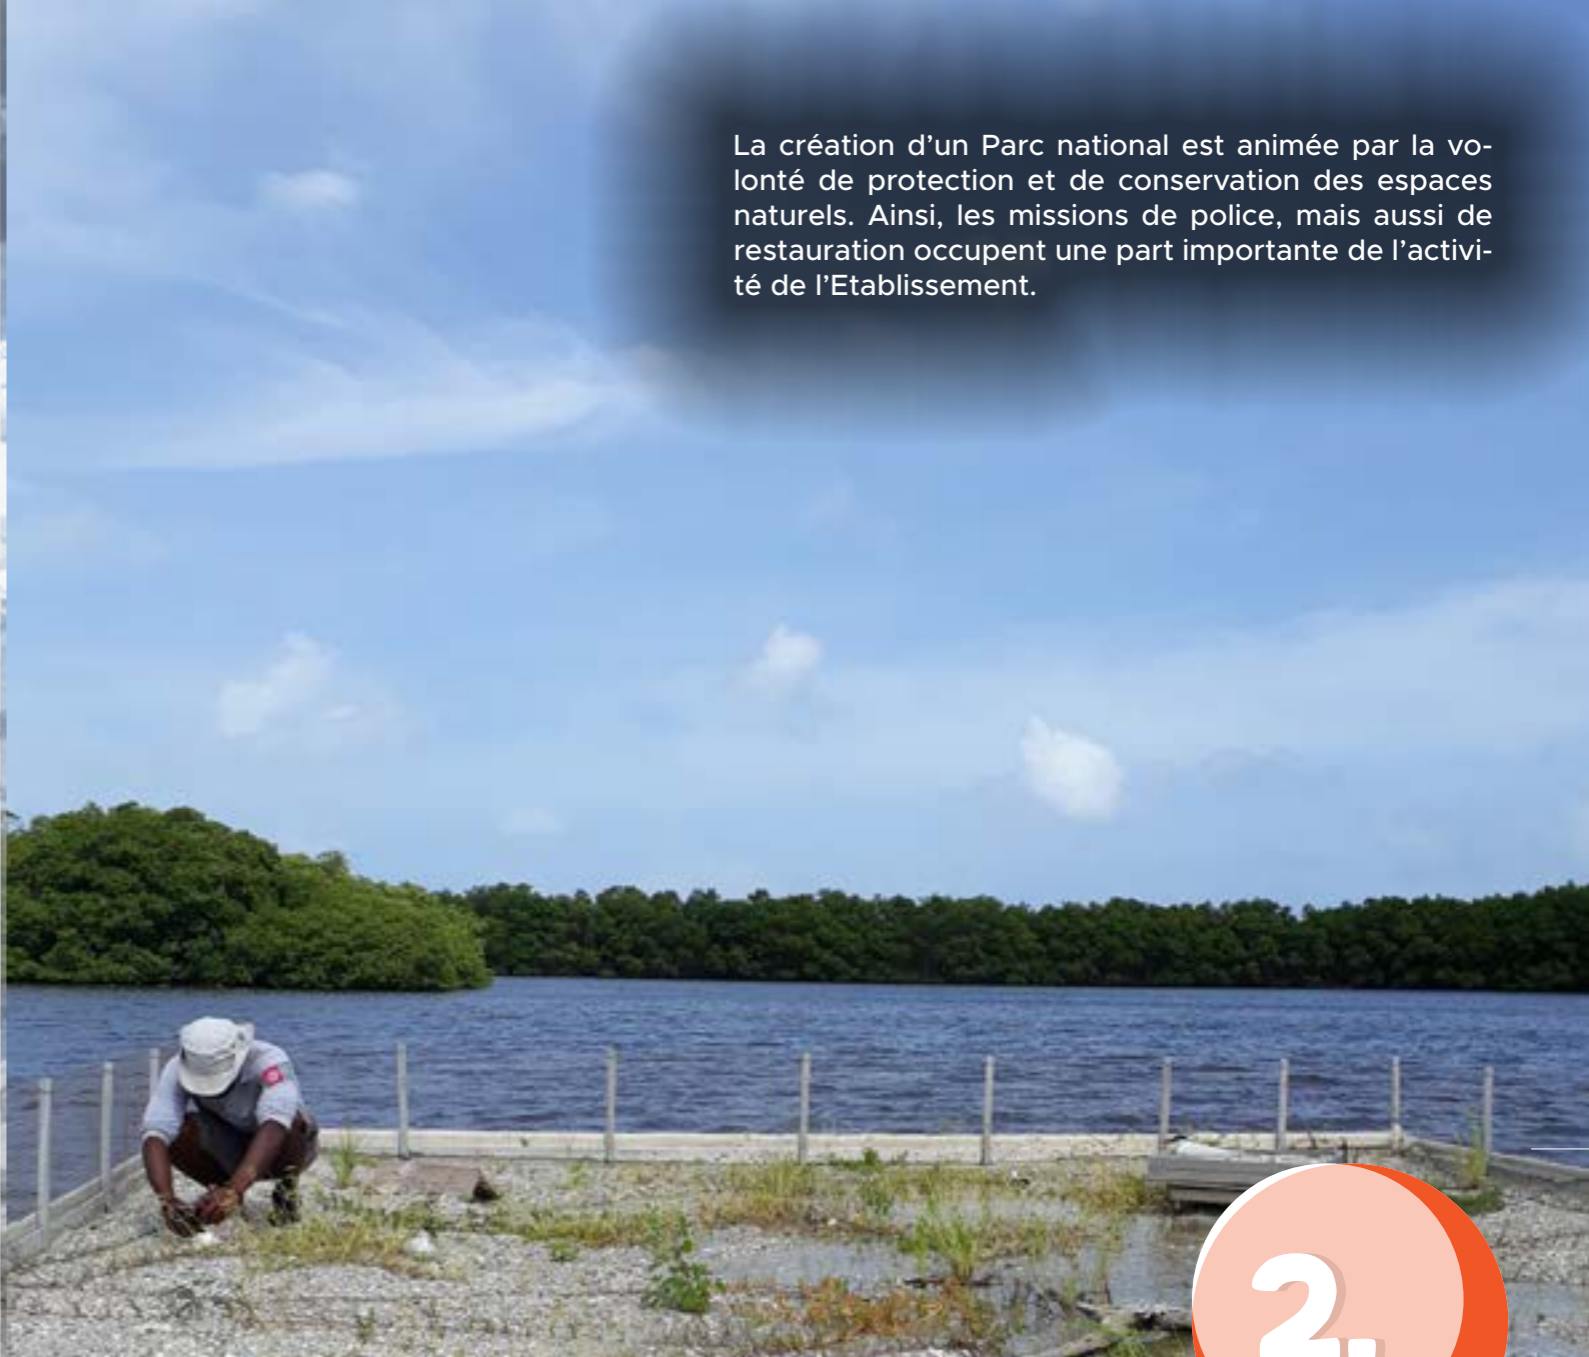 La création d’un Parc national est animée par la vo-
lonté de protection et de conservation des espaces
naturels. Ainsi, les missions de police, mais aussi de
restauration occupent une part importante de l’activi-
té de l’Etablissement.
2.